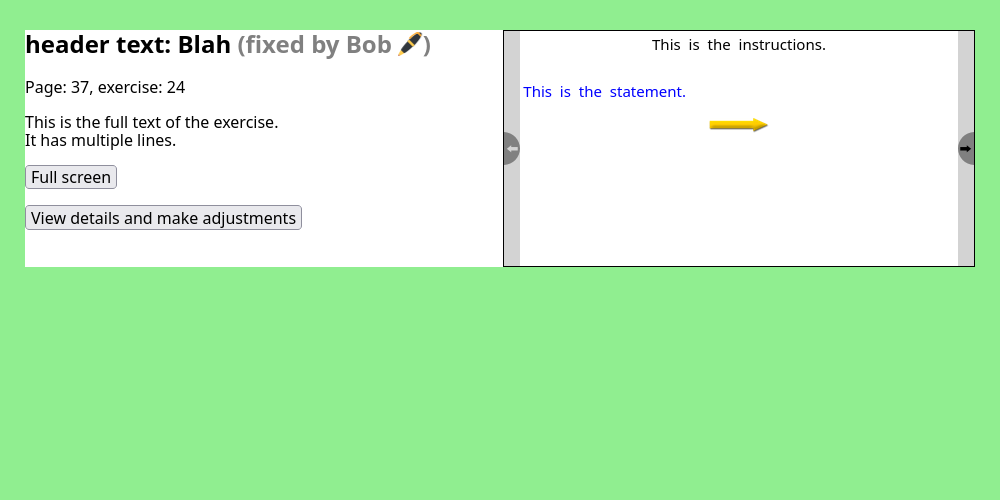 header text: Blah (fixed by Bob 🖋️)
Page: 37, exercise: 24
This is the full text of the exercise.
It has multiple lines.
Full screen
View details and make adjustments
This is the instructions.
This is the statement.